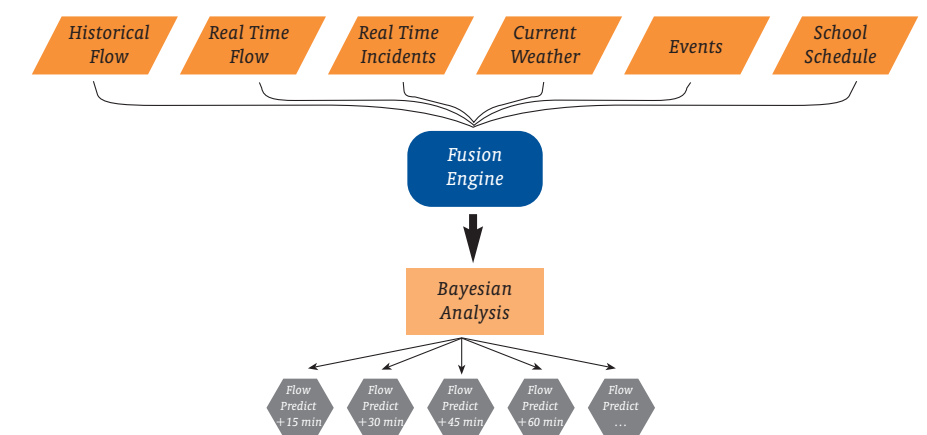 Historical
Flow
Real Time
Flow
Real Time
Incidents
Current
Weather
Events
School
Schedule
Fusion
Engine
Bayesian
Analysis
Flow
Predict
+15 min
Flow
Predict
+30 min
Flow
Predict
+45 min
Flow
Predict
+60 min
Flow
Predict
...